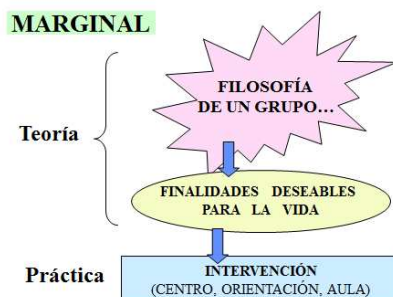 MARGINAL
FILOSOFÍA
DE UN GRUPO…
Teoría
FINALIDADES DESEABLES
PARA LA VIDA
Práctica
INTERVENCIÓN
(CENTRO, ORIENTACIÓN, AULA)